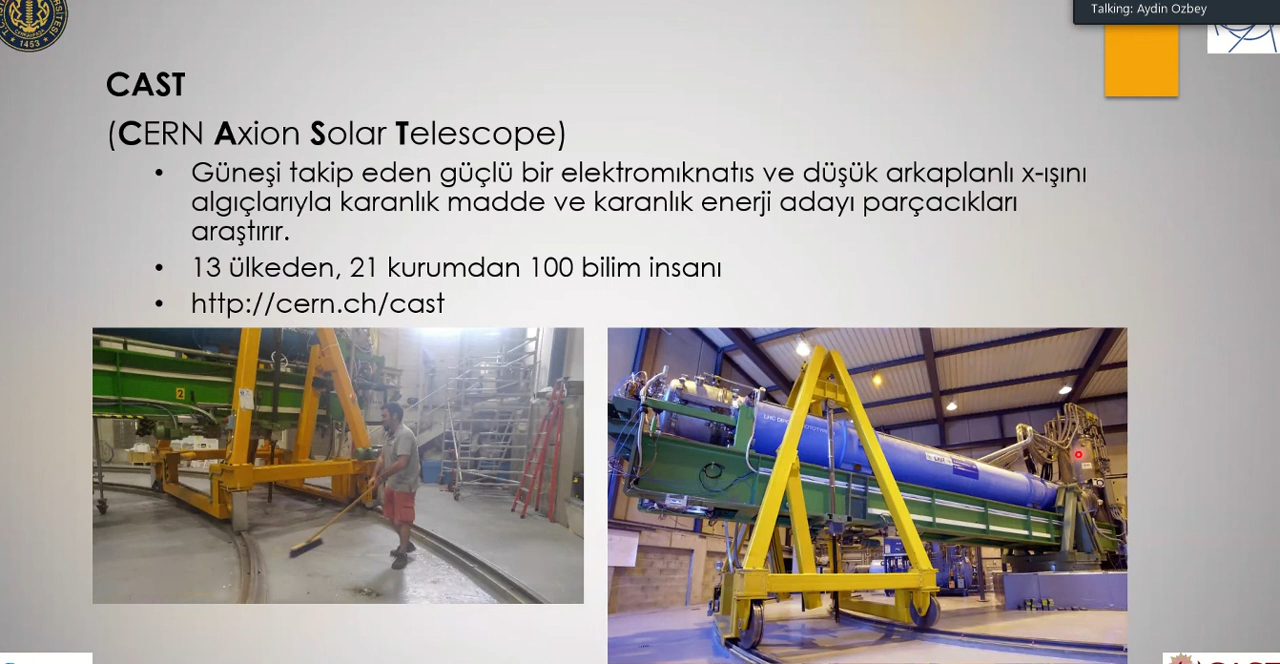 Talking: Aydin Ozbey
1453
CAST
(CERN Axion Solar Telescope)
• Güneşi takip eden güçlü bir elektromıknatıs ve düşük arkaplanlı x-ışını
algıçlarıyla karanlık madde ve karanlık enerji adayı parçacıkları
araştırır.
• 13 ülkeden, 21 kurumdan 100 bilim insanı
• http://cern.ch/cast
2